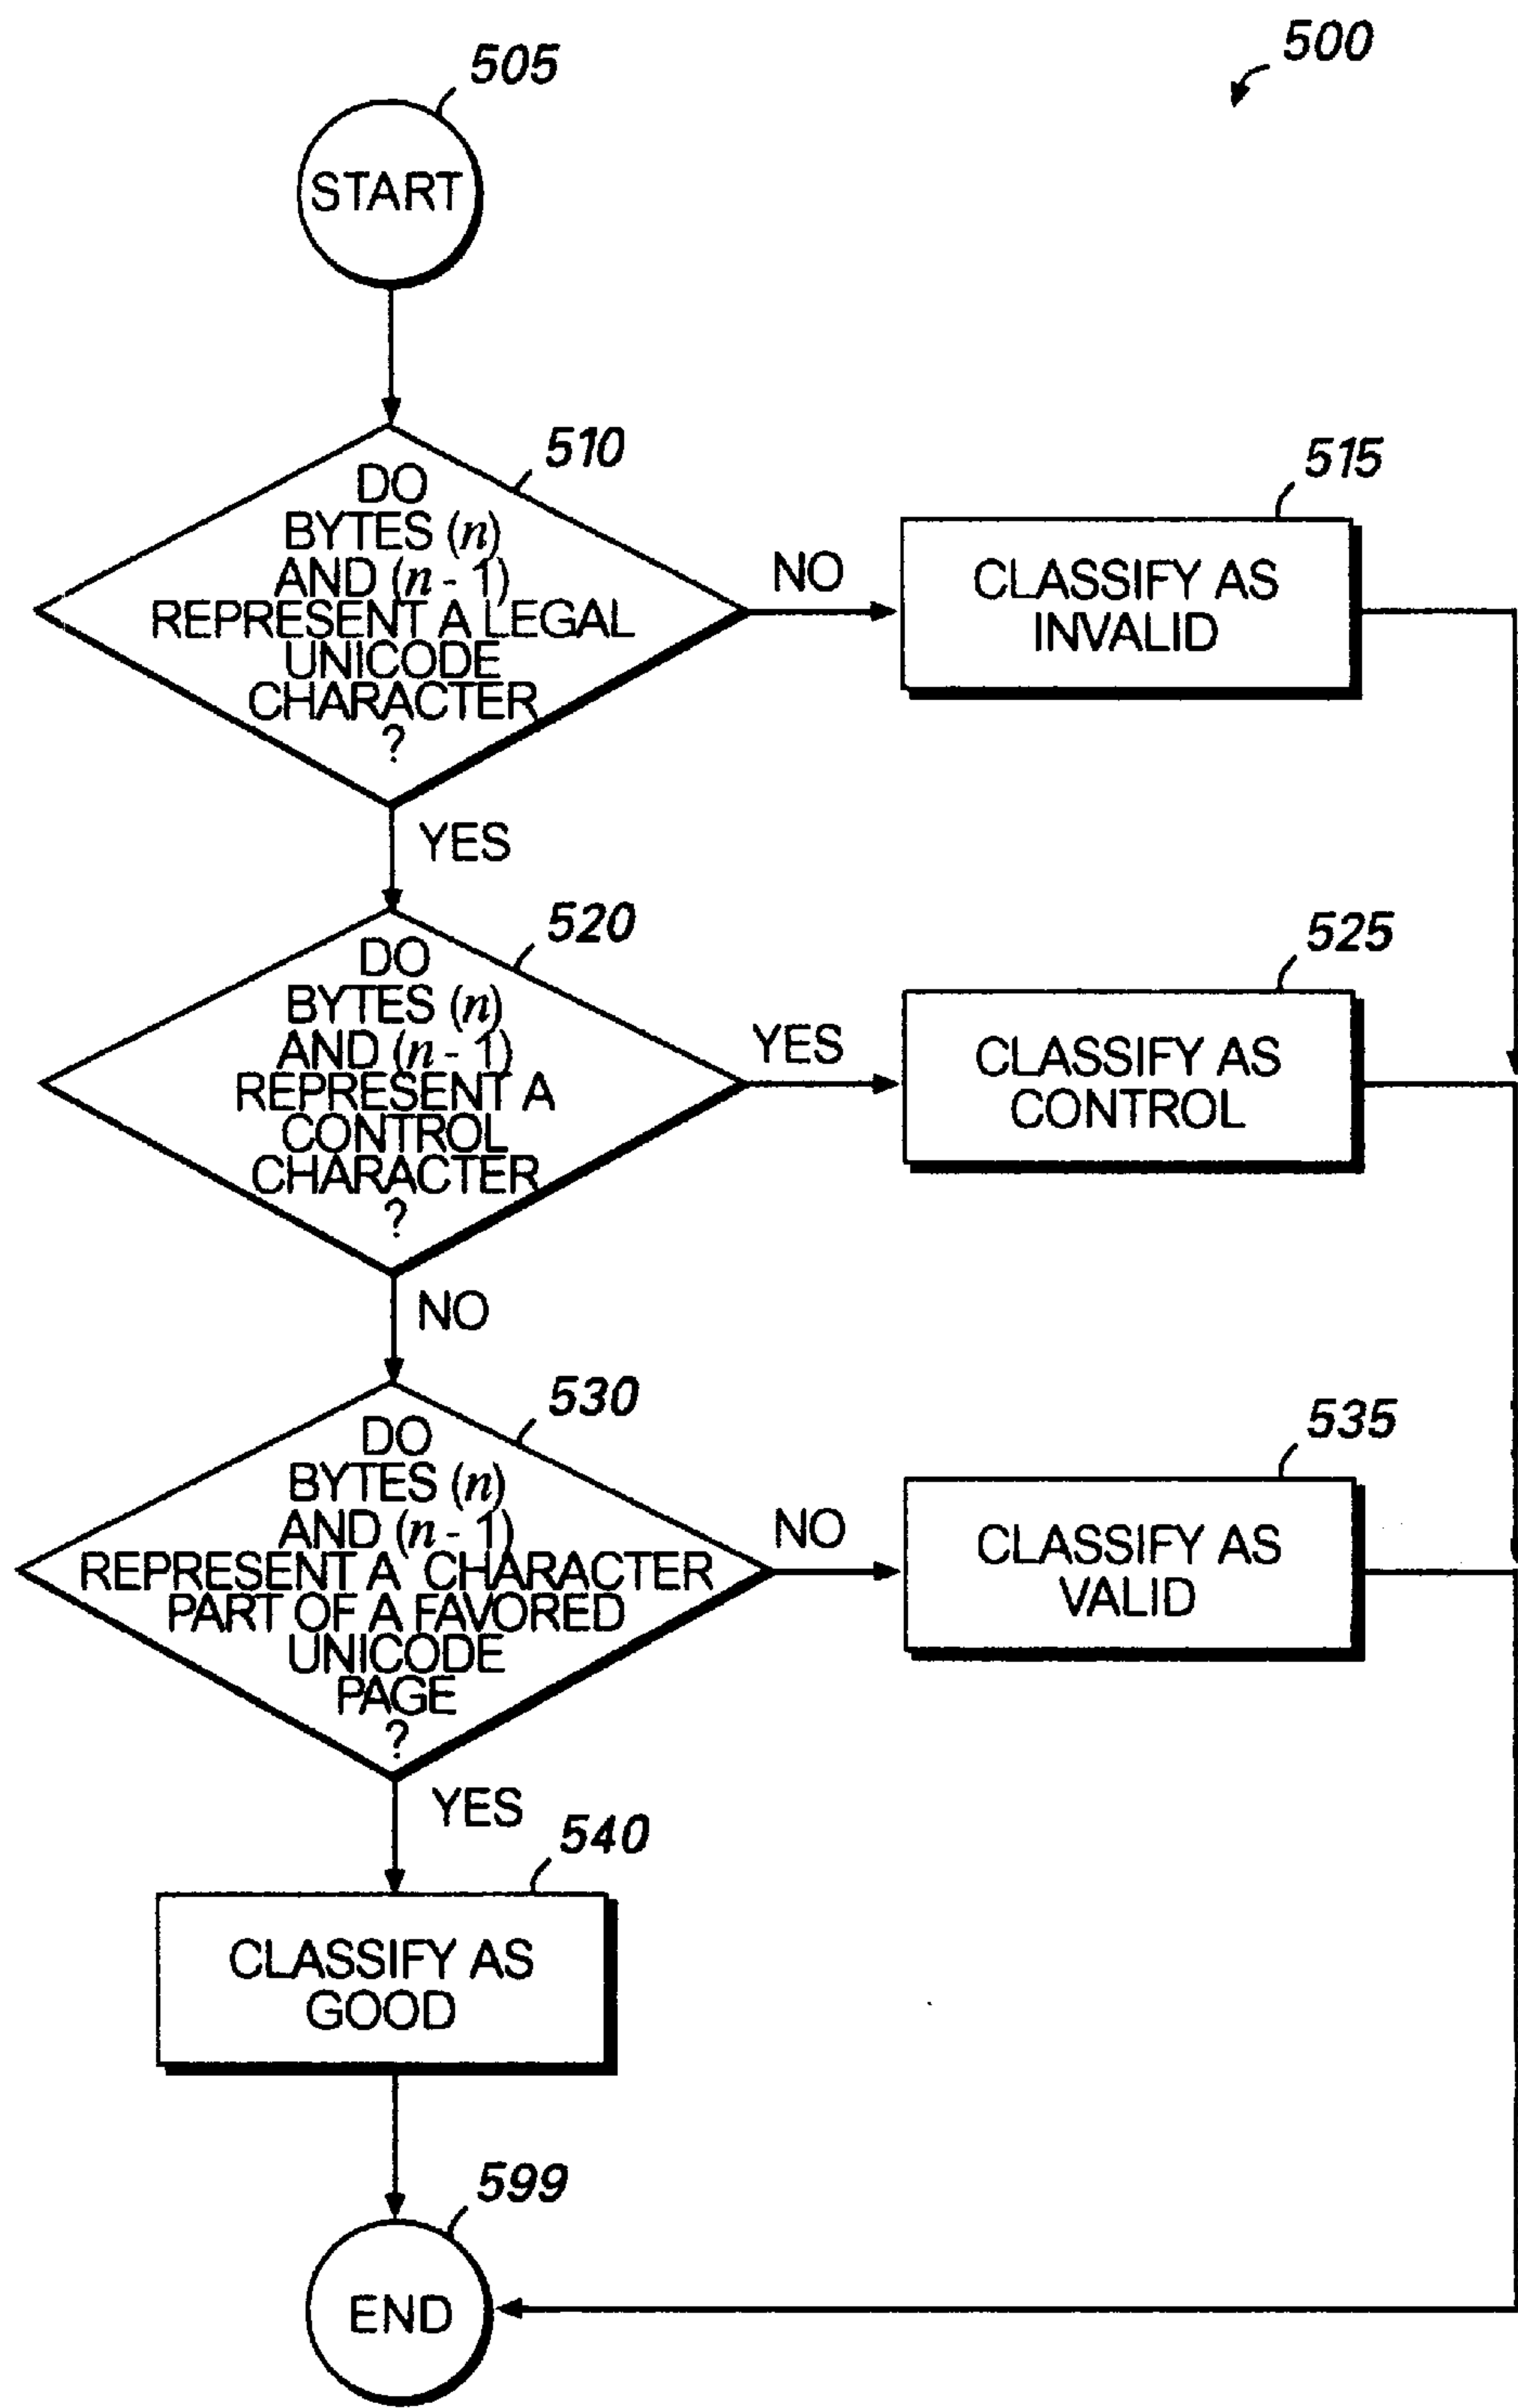 500
505
START
510
DO
BYTES (n)
AND (n - 1)
REPRESENT A LEGAL
UNICODE
CHARACTER
?
NO
515
CLASSIFY AS
INVALID
YES
520
DO
BYTES (n)
AND (n - 1)
REPRESENT A
CONTROL
CHARACTER
?
YES
525
CLASSIFY AS
CONTROL
NO
530
DO
BYTES (n)
AND (n - 1)
REPRESENT A CHARACTER
PART OF A FAVORED
UNICODE
PAGE
?
NO
535
CLASSIFY AS
VALID
YES
540
CLASSIFY AS
GOOD
599
END